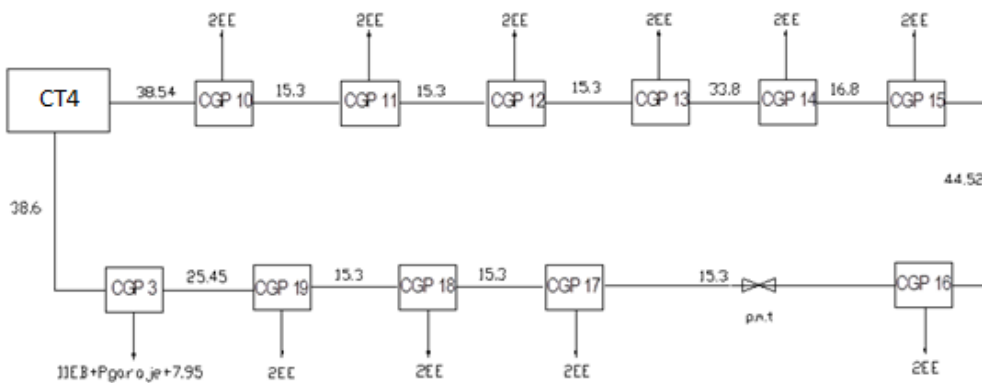 2EE 2EE 2EE 2EE 2EE 2EE
CT4 38.54 CGP 10 15.3 CGP 11 15.3 CGP 12 15.3 CGP 13 33.8 CGP 14 16.8 CGP 15
44.52
38.6
CGP 3 25.45 CGP 19 15.3 CGP 18 15.3 CGP 17 15.3 CGP 16
p.m.t
11EB+Pgaraje+7.95 2EE 2EE 2EE 2EE